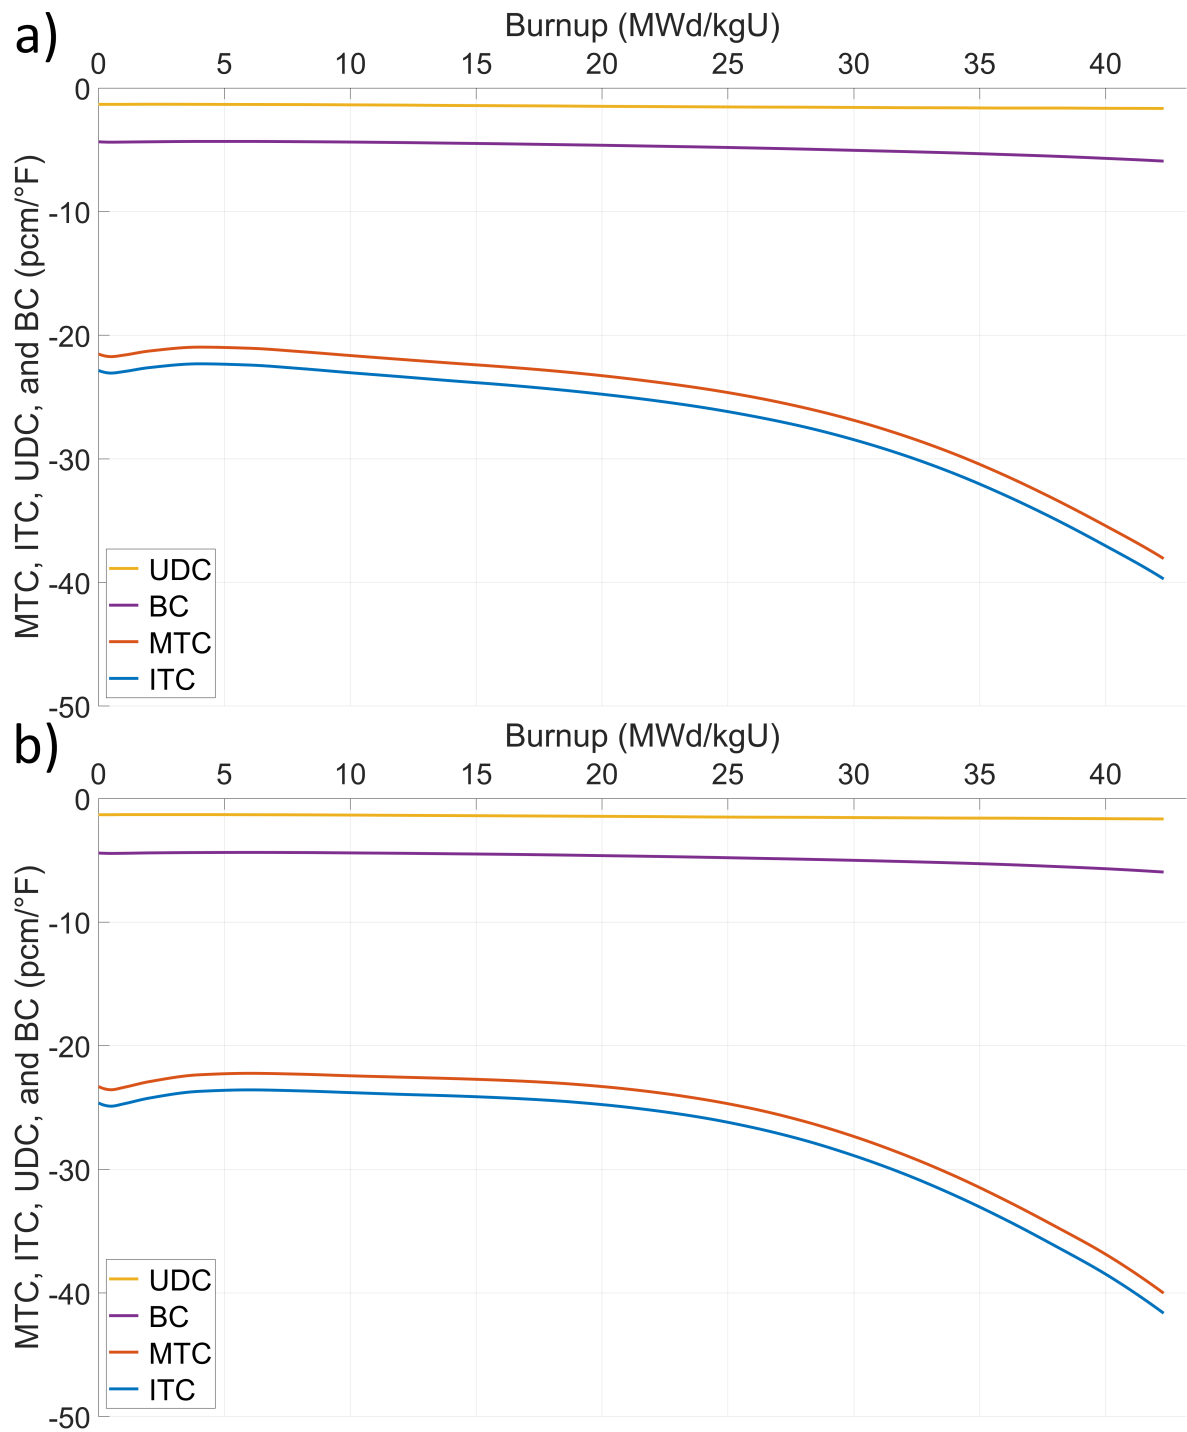 a)
Burnup (MWd/kgU)
0 5 10 15 20 25 30 35 40
MTC, ITC, UDC, and BC (pcm/°F)
0
-10
-20
-30
-40
-50
UDC
BC
MTC
ITC
b)
Burnup (MWd/kgU)
0 5 10 15 20 25 30 35 40
MTC, ITC, UDC, and BC (pcm/°F)
0
-10
-20
-30
-40
-50
UDC
BC
MTC
ITC